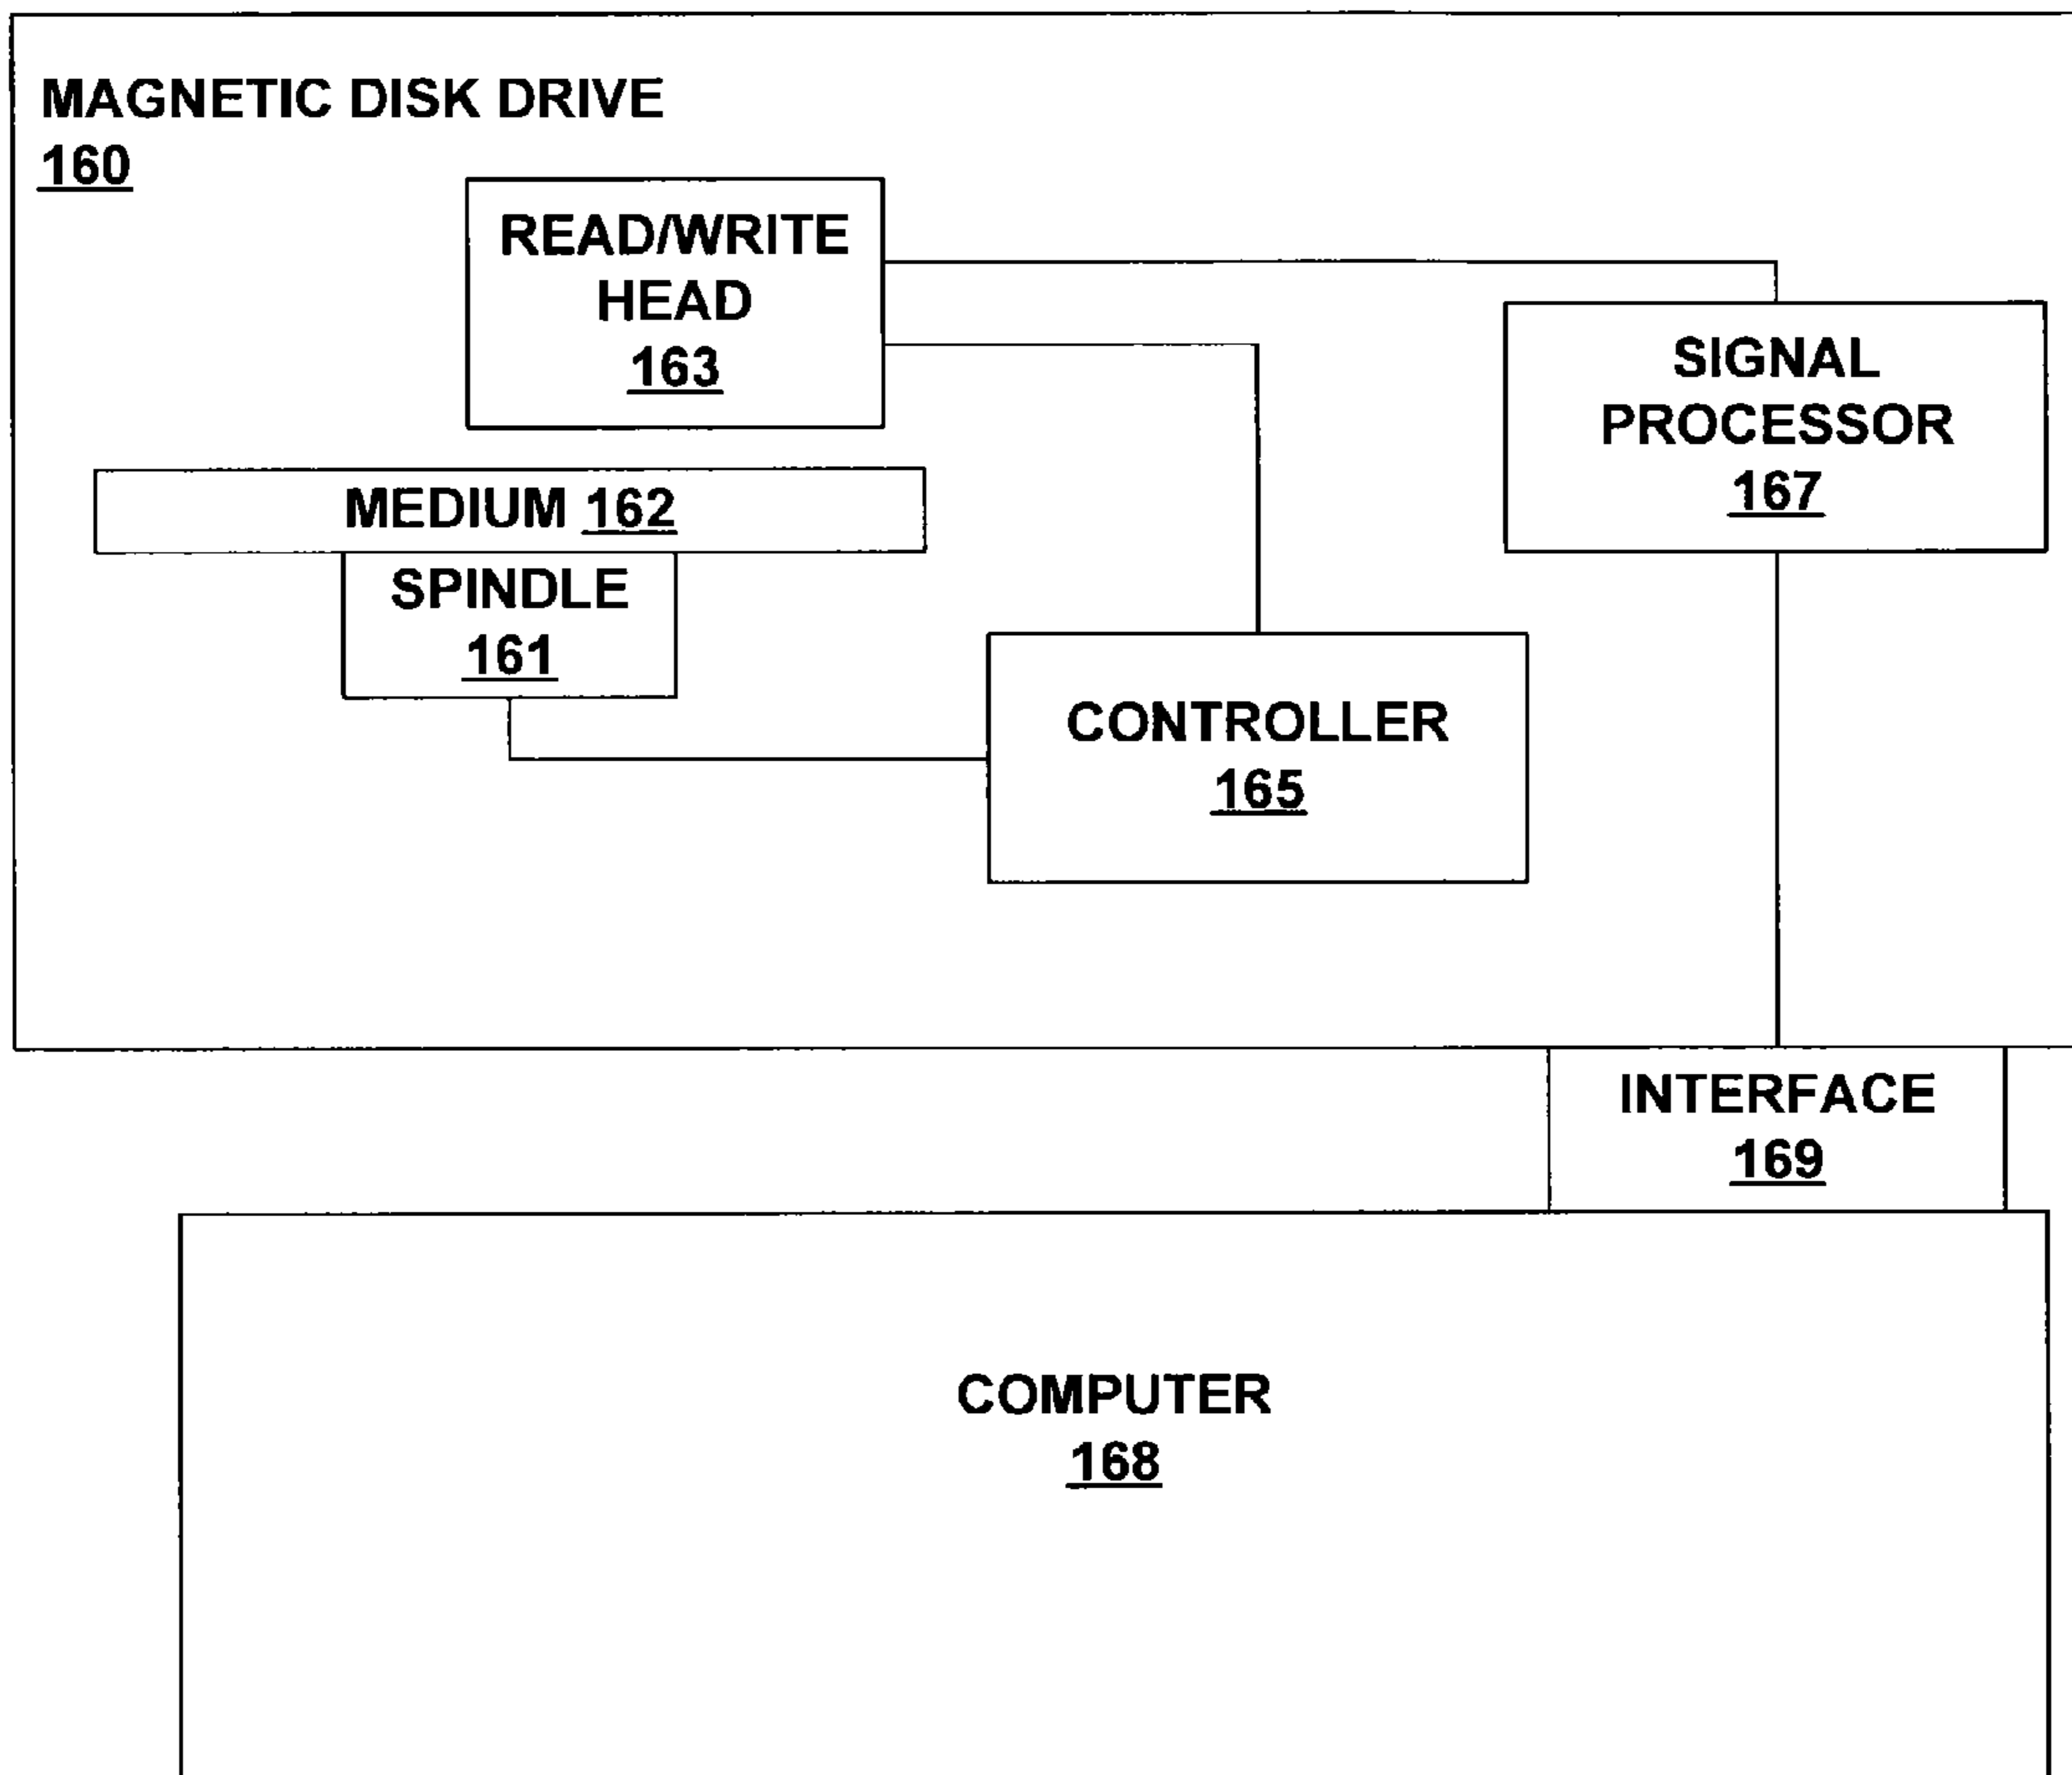 MAGNETIC DISK DRIVE
160
READ/WRITE
HEAD
163
SIGNAL
PROCESSOR
167
MEDIUM 162
SPINDLE
161
CONTROLLER
165
INTERFACE
169
COMPUTER
168